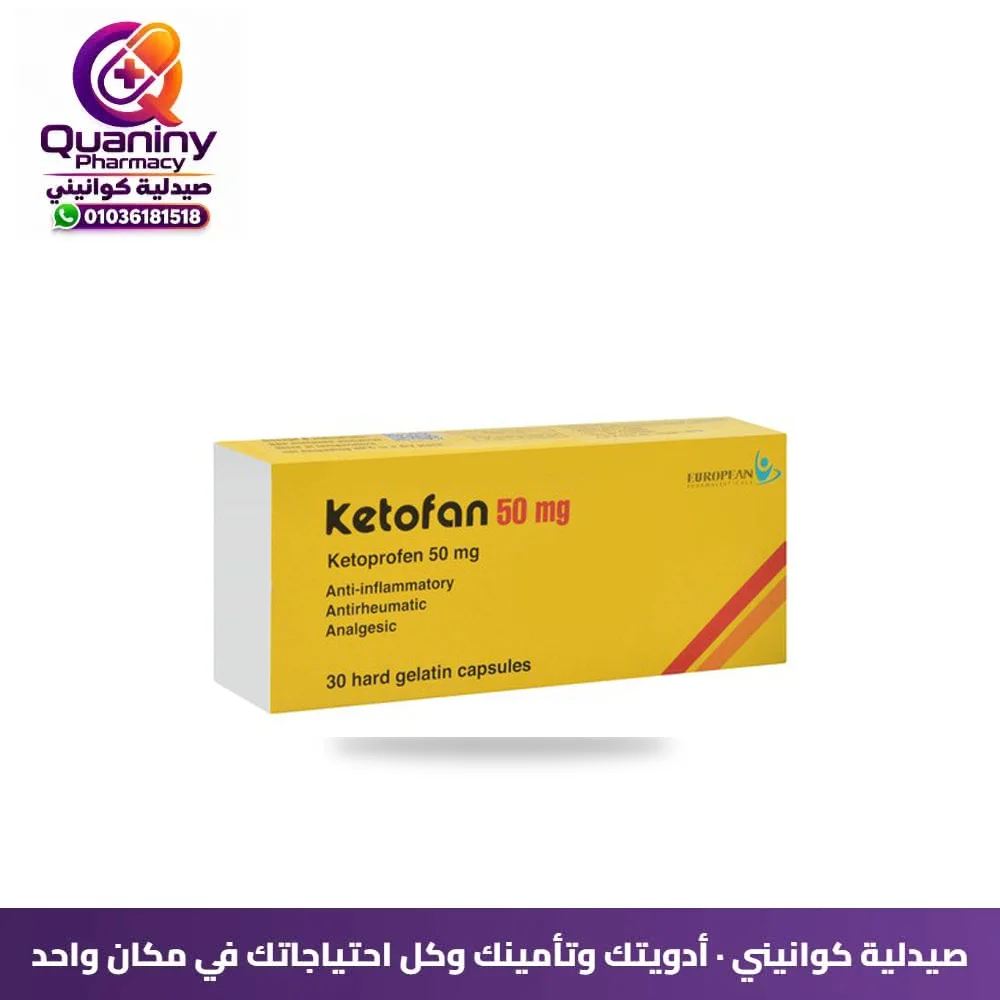 Quaniny
Pharmacy
صيدلية كوانيني
01036181518
EUROPEAN
PHARMACEUTICALS
Ketofan 50 mg
Ketoprofen 50 mg
Anti-inflammatory
Antirheumatic
Analgesic
30 hard gelatin capsules
صيدلية كوانيني · أدويتك وتأمينك وكل احتياجاتك في مكان واحد